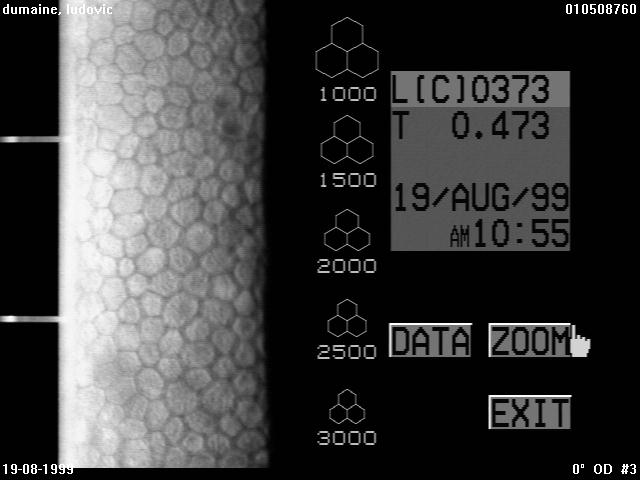 dumaine, ludovic
010508760
1000
1500
2000
2500
3000
L[C]0373
T 0.473
19/AUG/99
AM10:55
DATA ZOOM
EXIT
19-08-1999
0° OD #3